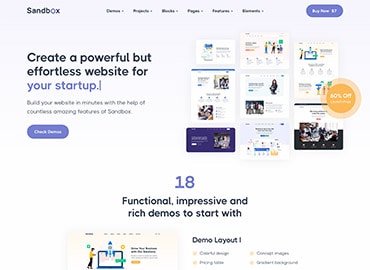 Sandbox
Demos
Projects
Blocks
Pages
Features
Elements
Buy Now $7
Create a powerful but
effortless website for
your startup.|
60% Off
Build your website in minutes with the help of
countless amazing features of Sandbox.
Check Demos
18
Functional, impressive and
rich demos to start with
Demo Layout I
Colorful design
Concept images
Pricing table
Gradient background